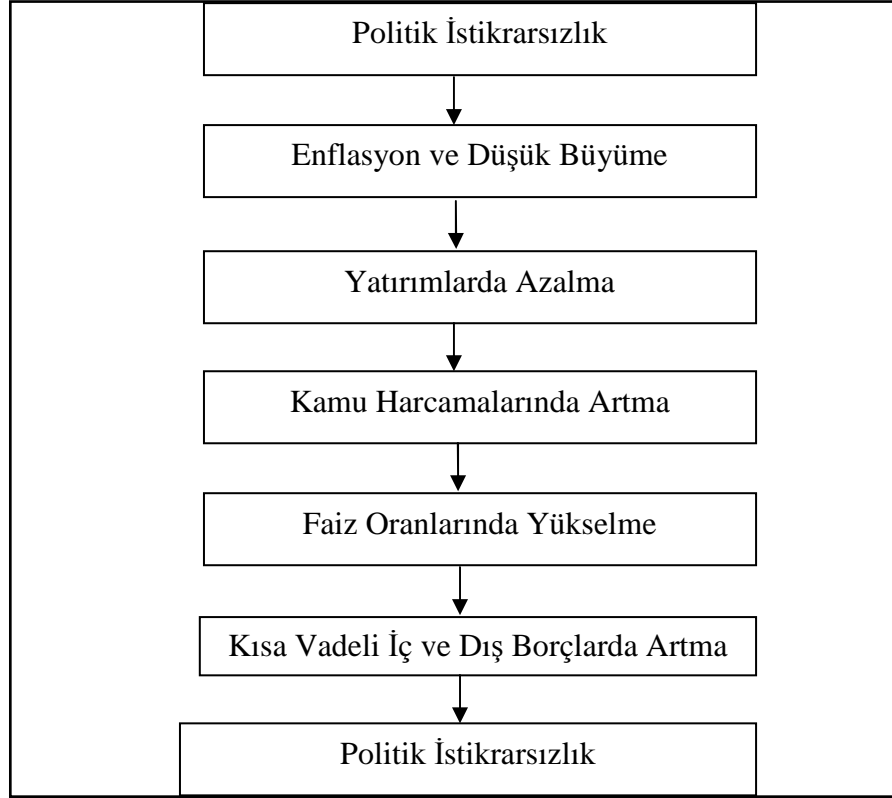 Politik İstikrarsızlık
Enflasyon ve Düşük Büyüme
Yatırımlarda Azalma
Kamu Harcamalarında Artma
Faiz Oranlarında Yükselme
Kısa Vadeli İç ve Dış Borçlarda Artma
Politik İstikrarsızlık